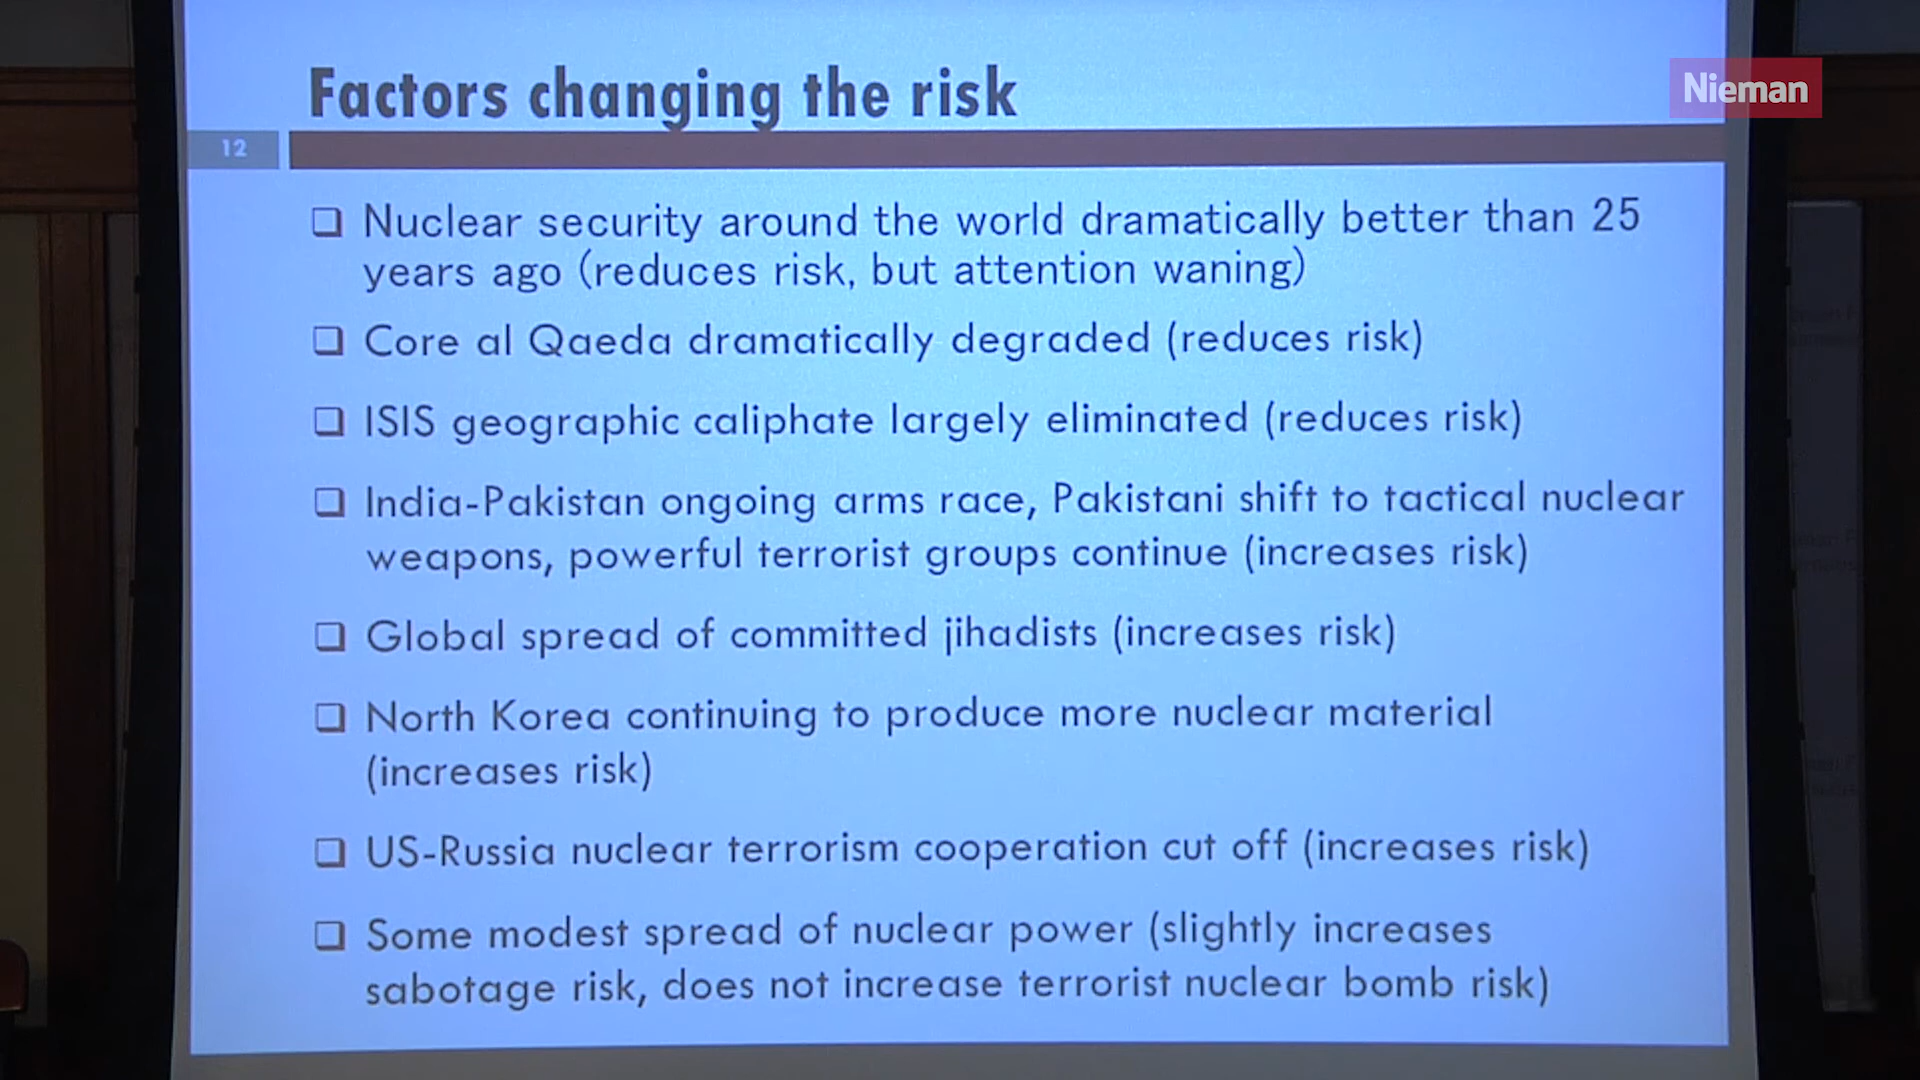 Factors changing the risk
Nieman
12
❑ Nuclear security around the world dramatically better than 25
years ago (reduces risk, but attention waning)
❑ Core al Qaeda dramatically degraded (reduces risk)
❑ ISIS geographic caliphate largely eliminated (reduces risk)
❑ India-Pakistan ongoing arms race, Pakistani shift to tactical nuclear
weapons, powerful terrorist groups continue (increases risk)
❑ Global spread of committed jihadists (increases risk)
❑ North Korea continuing to produce more nuclear material
(increases risk)
❑ US-Russia nuclear terrorism cooperation cut off (increases risk)
❑ Some modest spread of nuclear power (slightly increases
sabotage risk, does not increase terrorist nuclear bomb risk)